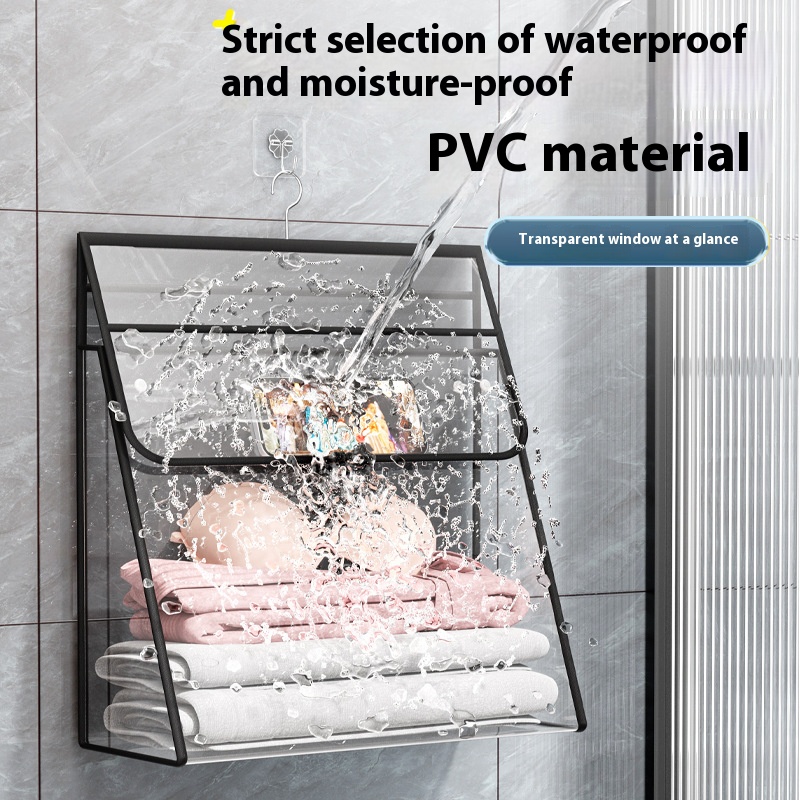 Strict selection of waterproof
and moisture-proof
PVC material
Transparent window at a glance